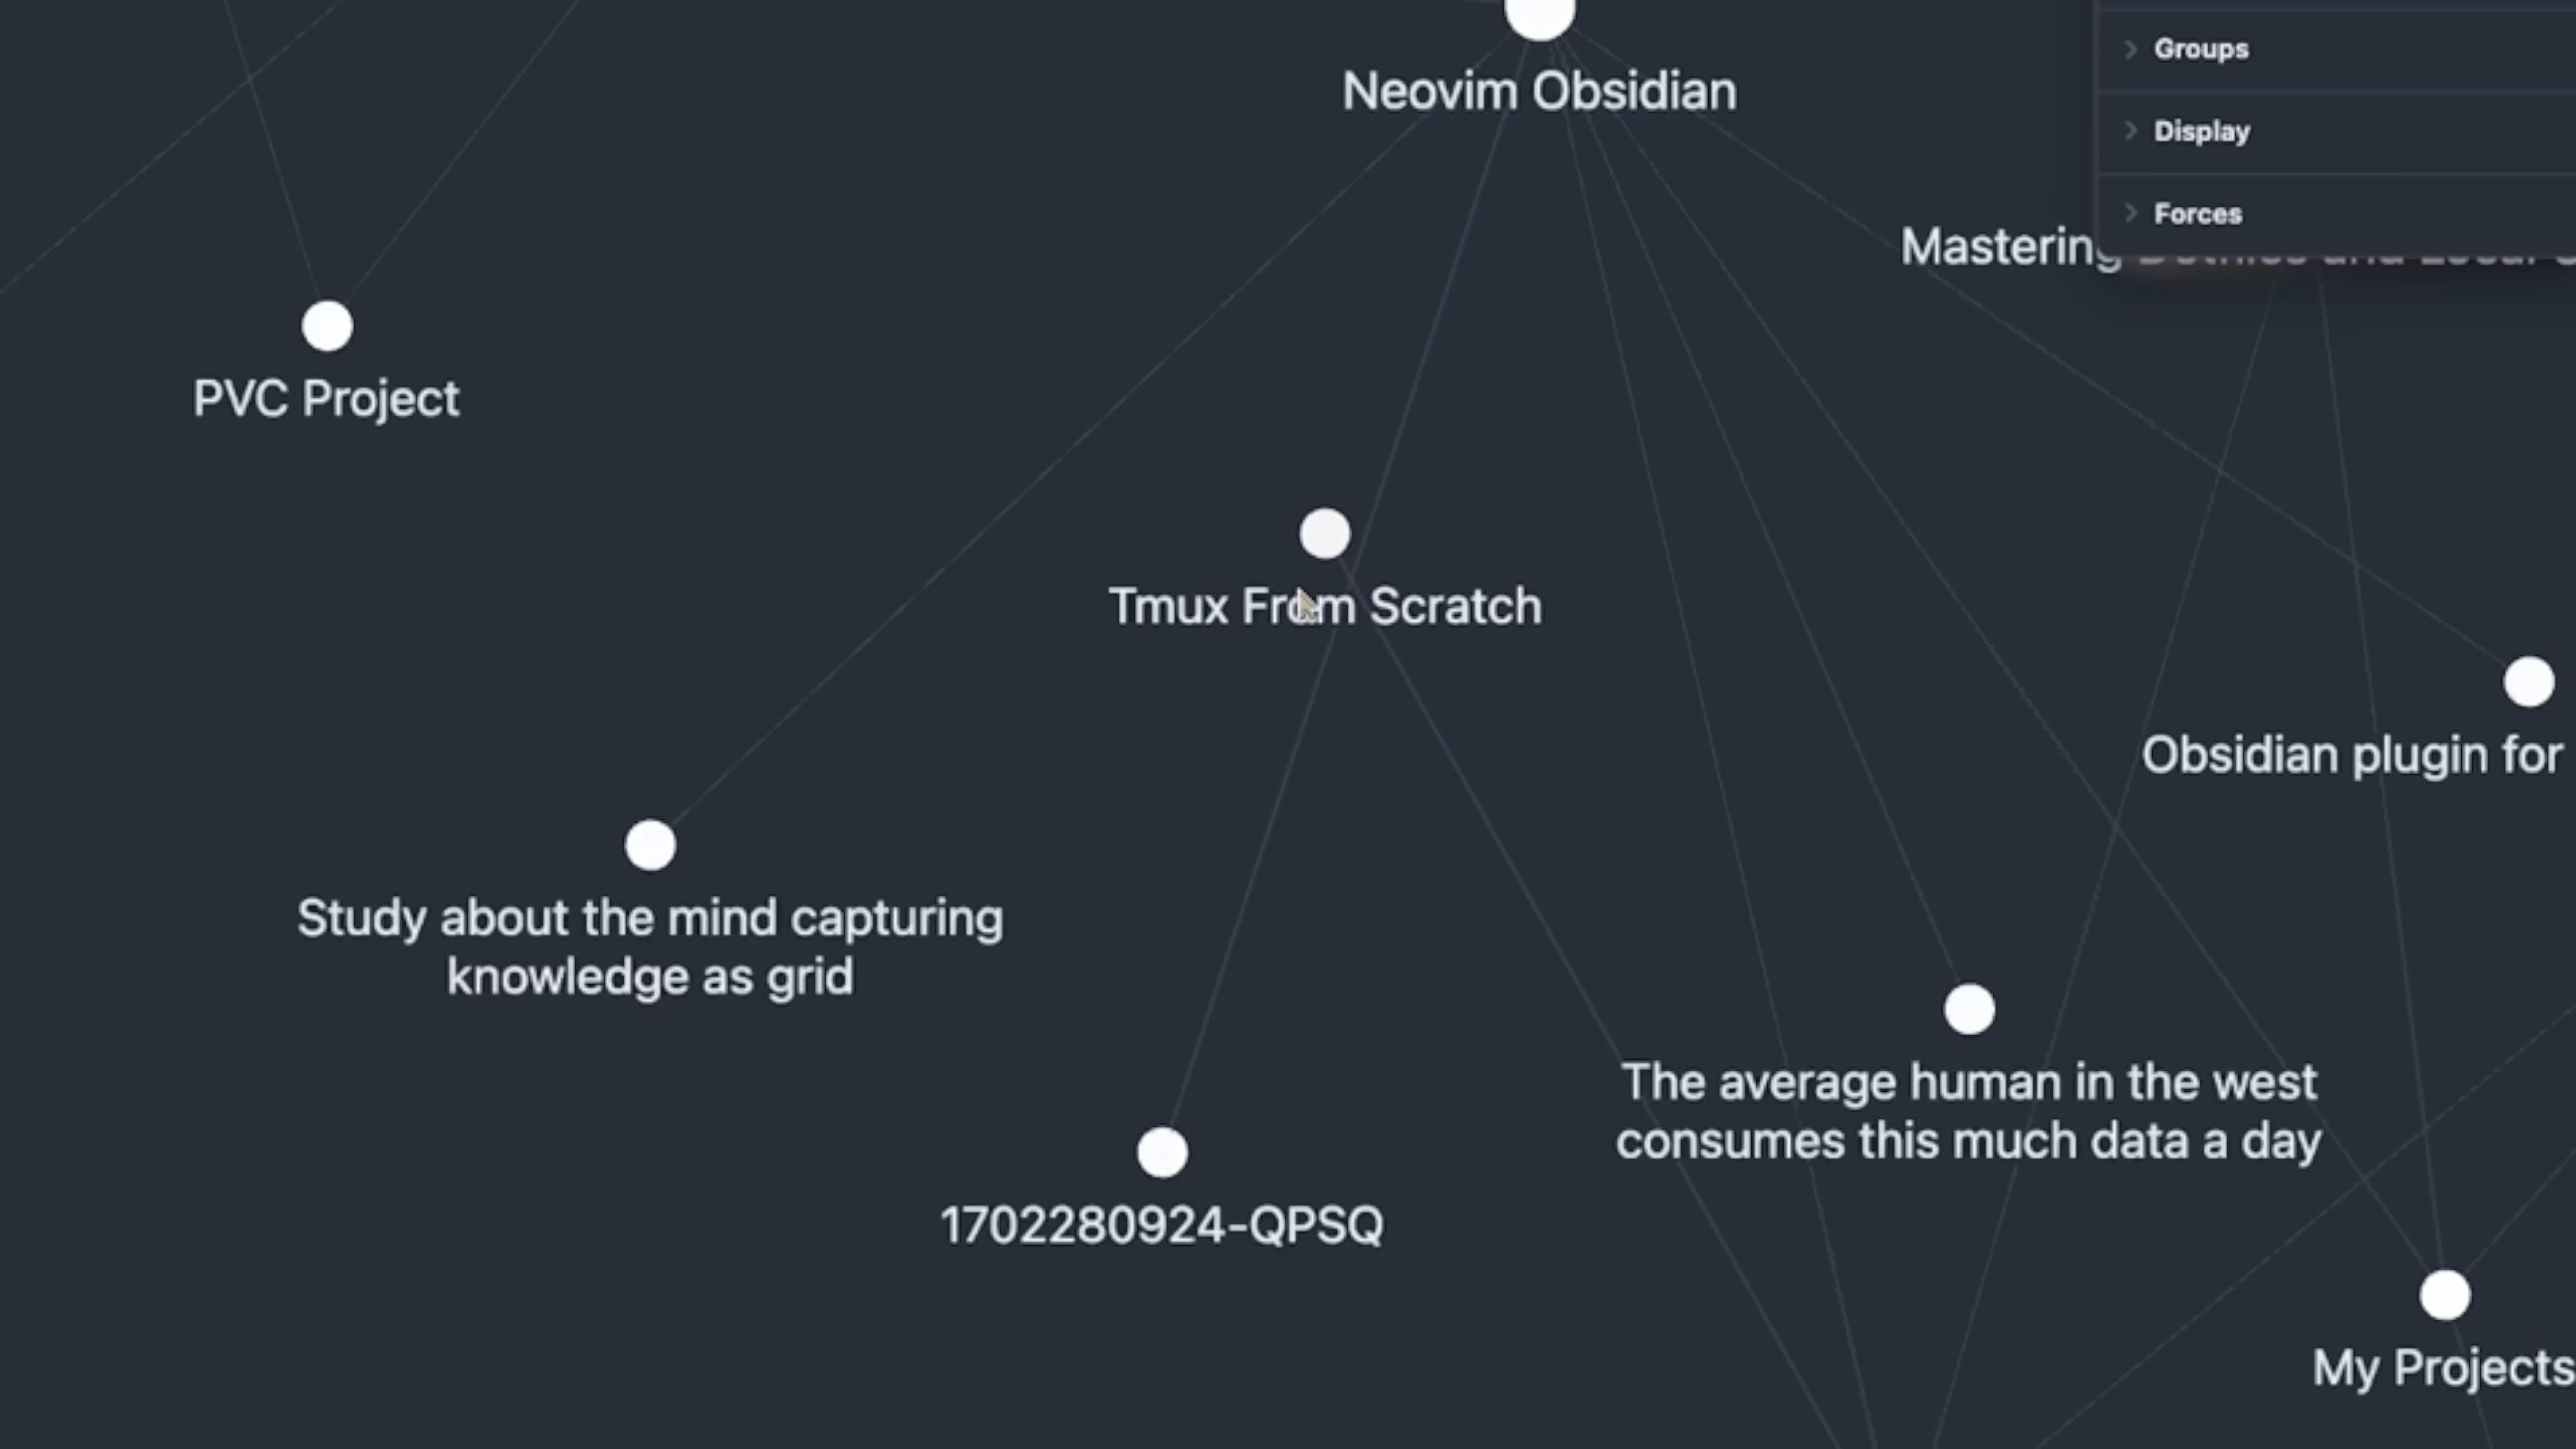 Groups
Neovim Obsidian
Display
Forces
Mastering
PVC Project
Tmux From Scratch
Obsidian plugin for
Study about the mind capturing
knowledge as grid
The average human in the west
consumes this much data a day
1702280924-QPSQ
My Projects